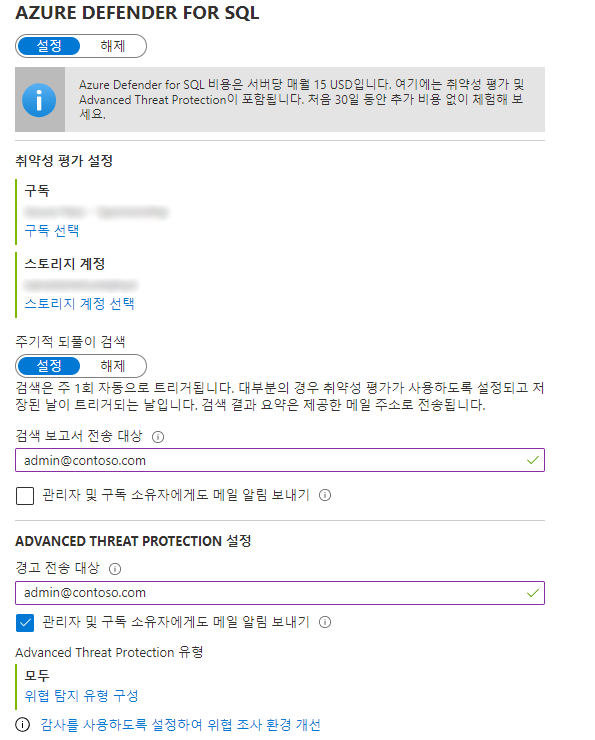 AZURE DEFENDER FOR SQL
설정 해제
Azure Defender for SQL 비용은 서버당 매월 15 USD입니다. 여기에는 취약성 평가 및
Advanced Threat Protection이 포함됩니다. 처음 30일 동안 추가 비용 없이 체험해 보
세요.
취약성 평가 설정
구독
구독 선택
스토리지 계정
스토리지 계정 선택
주기적 되풀이 검색
설정 해제
검색은 주 1회 자동으로 트리거됩니다. 대부분의 경우 취약성 평가가 사용하도록 설정되고 저
장된 날이 트리거되는 날입니다. 검색 결과 요약은 제공한 메일 주소로 전송됩니다.
검색 보고서 전송 대상
admin@contoso.com
관리자 및 구독 소유자에게도 메일 알림 보내기
ADVANCED THREAT PROTECTION 설정
경고 전송 대상
admin@contoso.com
관리자 및 구독 소유자에게도 메일 알림 보내기
Advanced Threat Protection 유형
모두
위협 탐지 유형 구성
감사를 사용하도록 설정하여 위협 조사 환경 개선